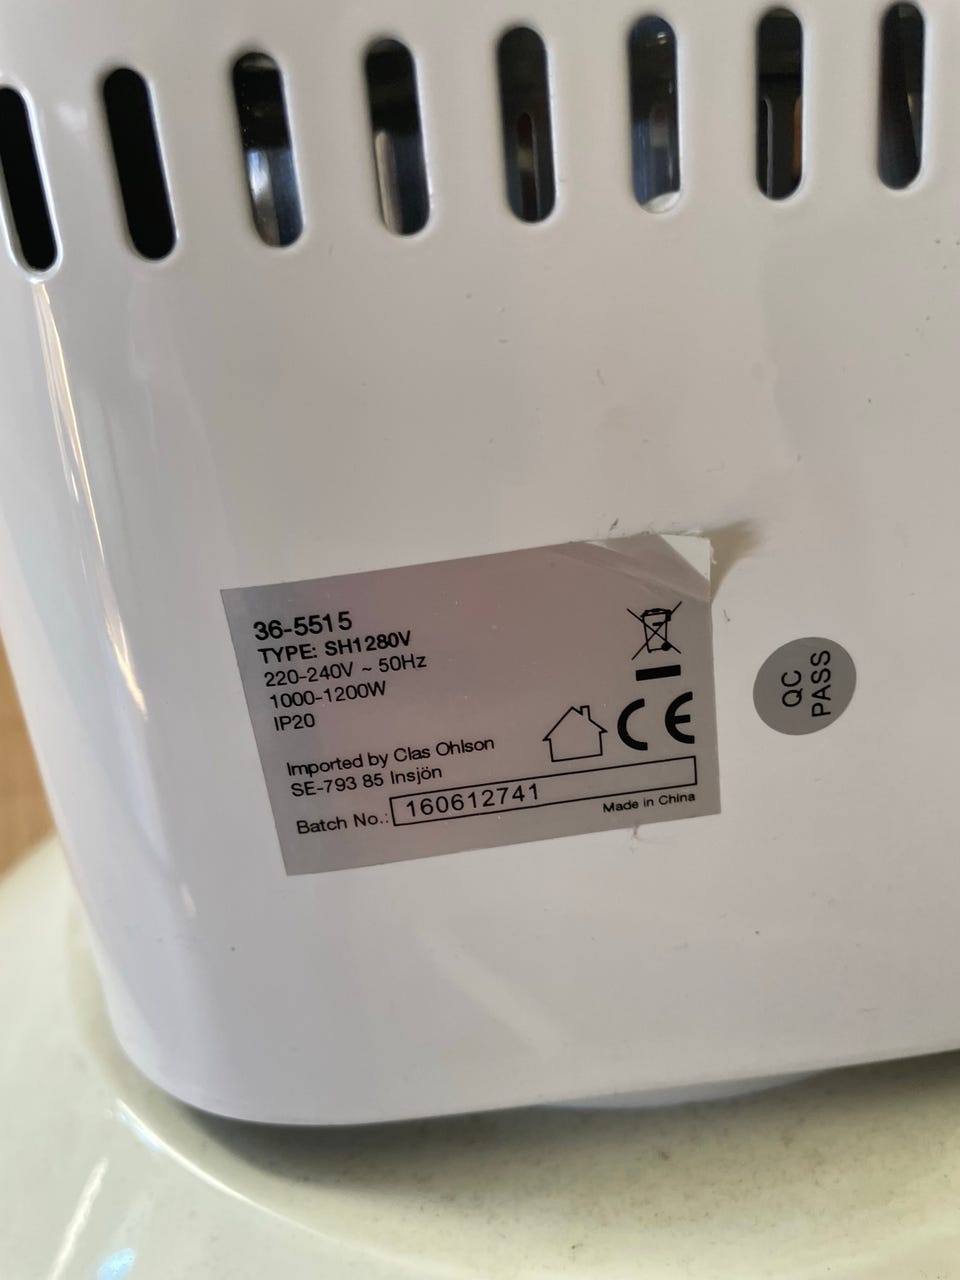 36-5515
TYPE: SH1280V
220-240V ~ 50Hz
1000-1200W
IP20
CE
Imported by Clas Ohlson
SE-793 85 Insjön
Batch No.: 160612741
Made in China
QC
PASS